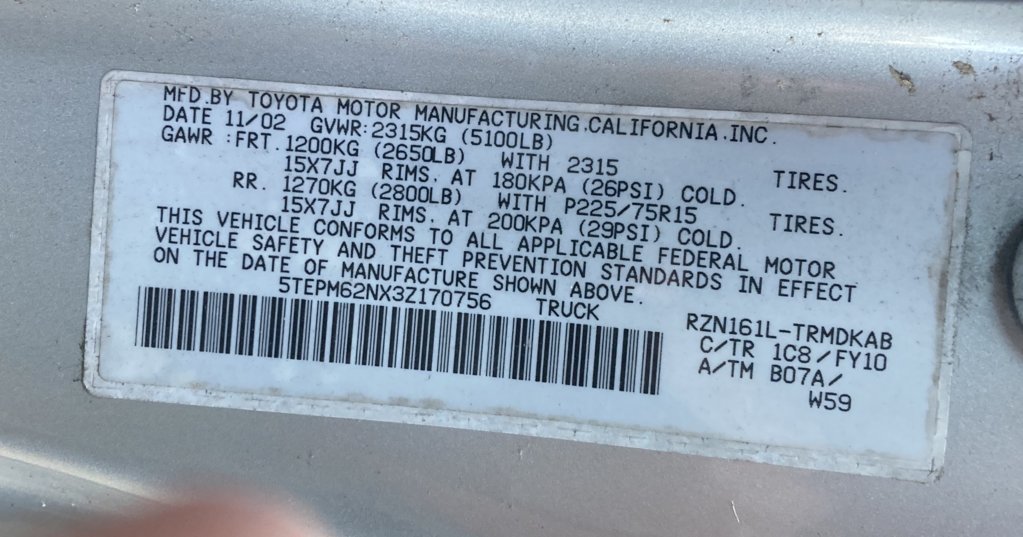 MFD.BY TOYOTA MOTOR MANUFACTURING,CALIFORNIA,INC.
DATE 11/02 GVWR:2315KG (5100LB)
GAWR :FRT. 1200KG (2650LB) WITH 2315 TIRES.
15X7JJ RIMS. AT 180KPA (26PSI) COLD.
RR. 1270KG (2800LB) WITH P225/75R15 TIRES.
15X7JJ RIMS. AT 200KPA (29PSI) COLD.
THIS VEHICLE CONFORMS TO ALL APPLICABLE FEDERAL MOTOR
VEHICLE SAFETY AND THEFT PREVENTION STANDARDS IN EFFECT
ON THE DATE OF MANUFACTURE SHOWN ABOVE.
5TEPM62NX3Z170756 TRUCK
RZN161L-TRMDKAB
C/TR 1C8/FY10
A/TM B07A/
W59